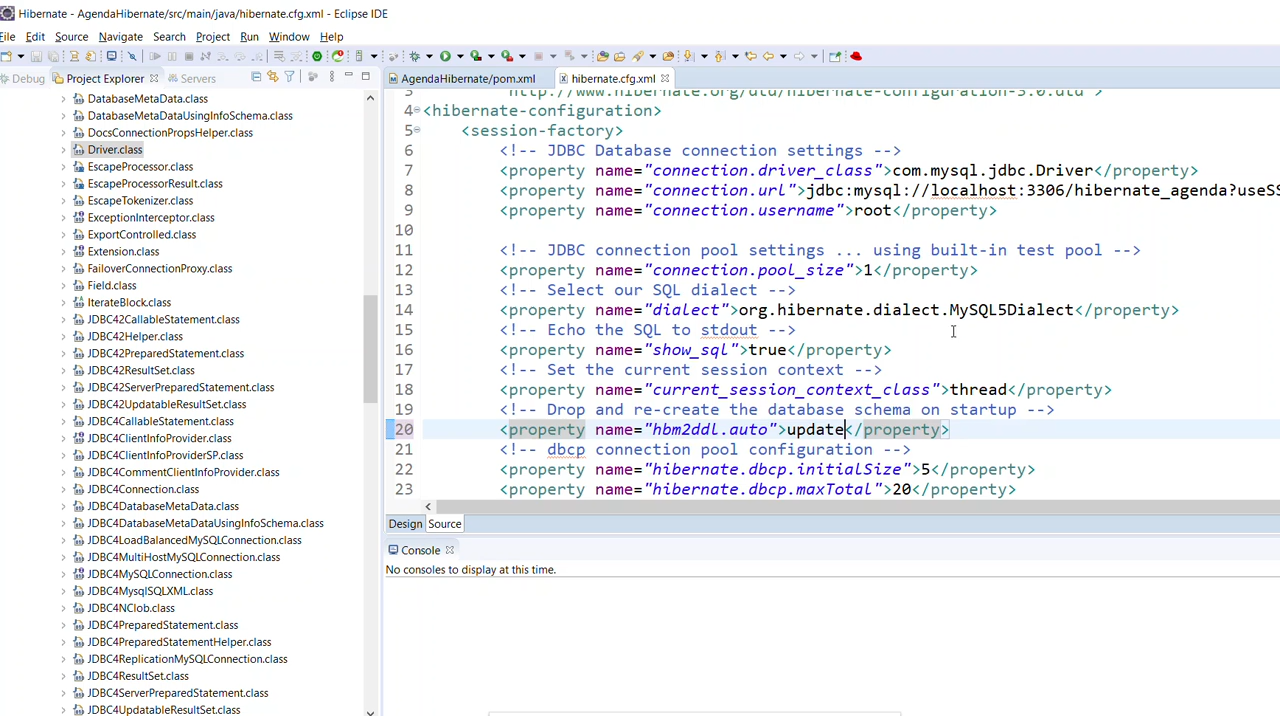 Hibernate - AgendaHibernate/src/main/java/hibernate.cfg.xml - Eclipse IDE
File Edit Source Navigate Search Project Run Window Help
Debug Project Explorer Servers
DatabaseMetaData.class
DatabaseMetaDataUsingInfoSchema.class
DocsConnectionPropsHelper.class
Driver.class
EscapeProcessor.class
EscapeProcessorResult.class
EscapeTokenizer.class
ExceptionInterceptor.class
ExportControlled.class
Extension.class
FailoverConnectionProxy.class
Field.class
IterateBlock.class
JDBC42CallableStatement.class
JDBC42Helper.class
JDBC42PreparedStatement.class
JDBC42ResultSet.class
JDBC42ServerPreparedStatement.class
JDBC42UpdatableResultSet.class
JDBC4CallableStatement.class
JDBC4ClientInfoProvider.class
JDBC4ClientInfoProviderSP.class
JDBC4CommentClientInfoProvider.class
JDBC4Connection.class
JDBC4DatabaseMetaData.class
JDBC4DatabaseMetaDataUsingInfoSchema.class
JDBC4LoadBalancedMySQLConnection.class
JDBC4MultiHostMySQLConnection.class
JDBC4MySQLConnection.class
JDBC4MysqlSQLXML.class
JDBC4NClob.class
JDBC4PreparedStatement.class
JDBC4PreparedStatementHelper.class
JDBC4ReplicationMySQLConnection.class
JDBC4ResultSet.class
JDBC4ServerPreparedStatement.class
JDBC4UpdatableResultSet.class
AgendaHibernate/pom.xml hibernate.cfg.xml
3 "http://www.hibernate.org/dtd/hibernate-configuration-3.0.dtd">
4 <hibernate-configuration>
5 <session-factory>
6 <!-- JDBC Database connection settings -->
7 <property name="connection.driver_class">com.mysql.jdbc.Driver</property>
8 <property name="connection.url">jdbc:mysql://localhost:3306/hibernate_agenda?useSS
9 <property name="connection.username">root</property>
10
11 <!-- JDBC connection pool settings ... using built-in test pool -->
12 <property name="connection.pool_size">1</property>
13 <!-- Select our SQL dialect -->
14 <property name="dialect">org.hibernate.dialect.MySQL5Dialect</property>
15 <!-- Echo the SQL to stdout -->
16 <property name="show_sql">true</property>
17 <!-- Set the current session context -->
18 <property name="current_session_context_class">thread</property>
19 <!-- Drop and re-create the database schema on startup -->
20 <property name="hbm2ddl.auto">update</property>
21 <!-- dbcp connection pool configuration -->
22 <property name="hibernate.dbcp.initialSize">5</property>
23 <property name="hibernate.dbcp.maxTotal">20</property>
Design Source
Console
No consoles to display at this time.